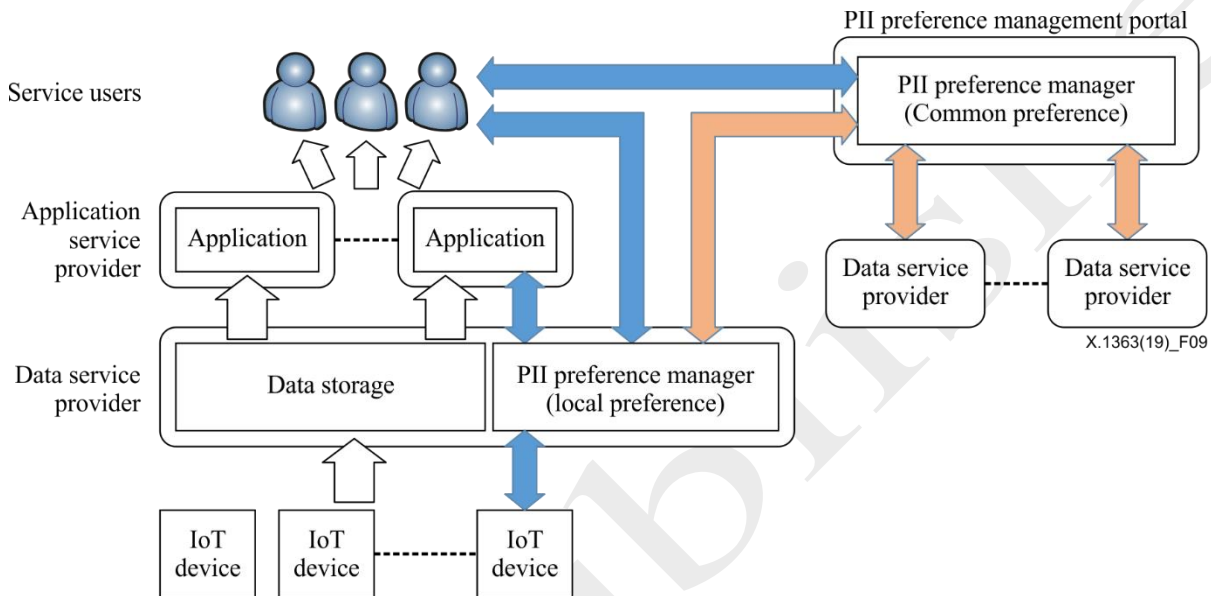 PII preference management portal
Service users
PII preference manager
(Common preference)
Application
service
provider
Application
Application
Data service
provider
Data service
provider
X.1363(19)_F09
Data service
provider
Data storage
PII preference manager
(local preference)
IoT
device
IoT
device
IoT
device